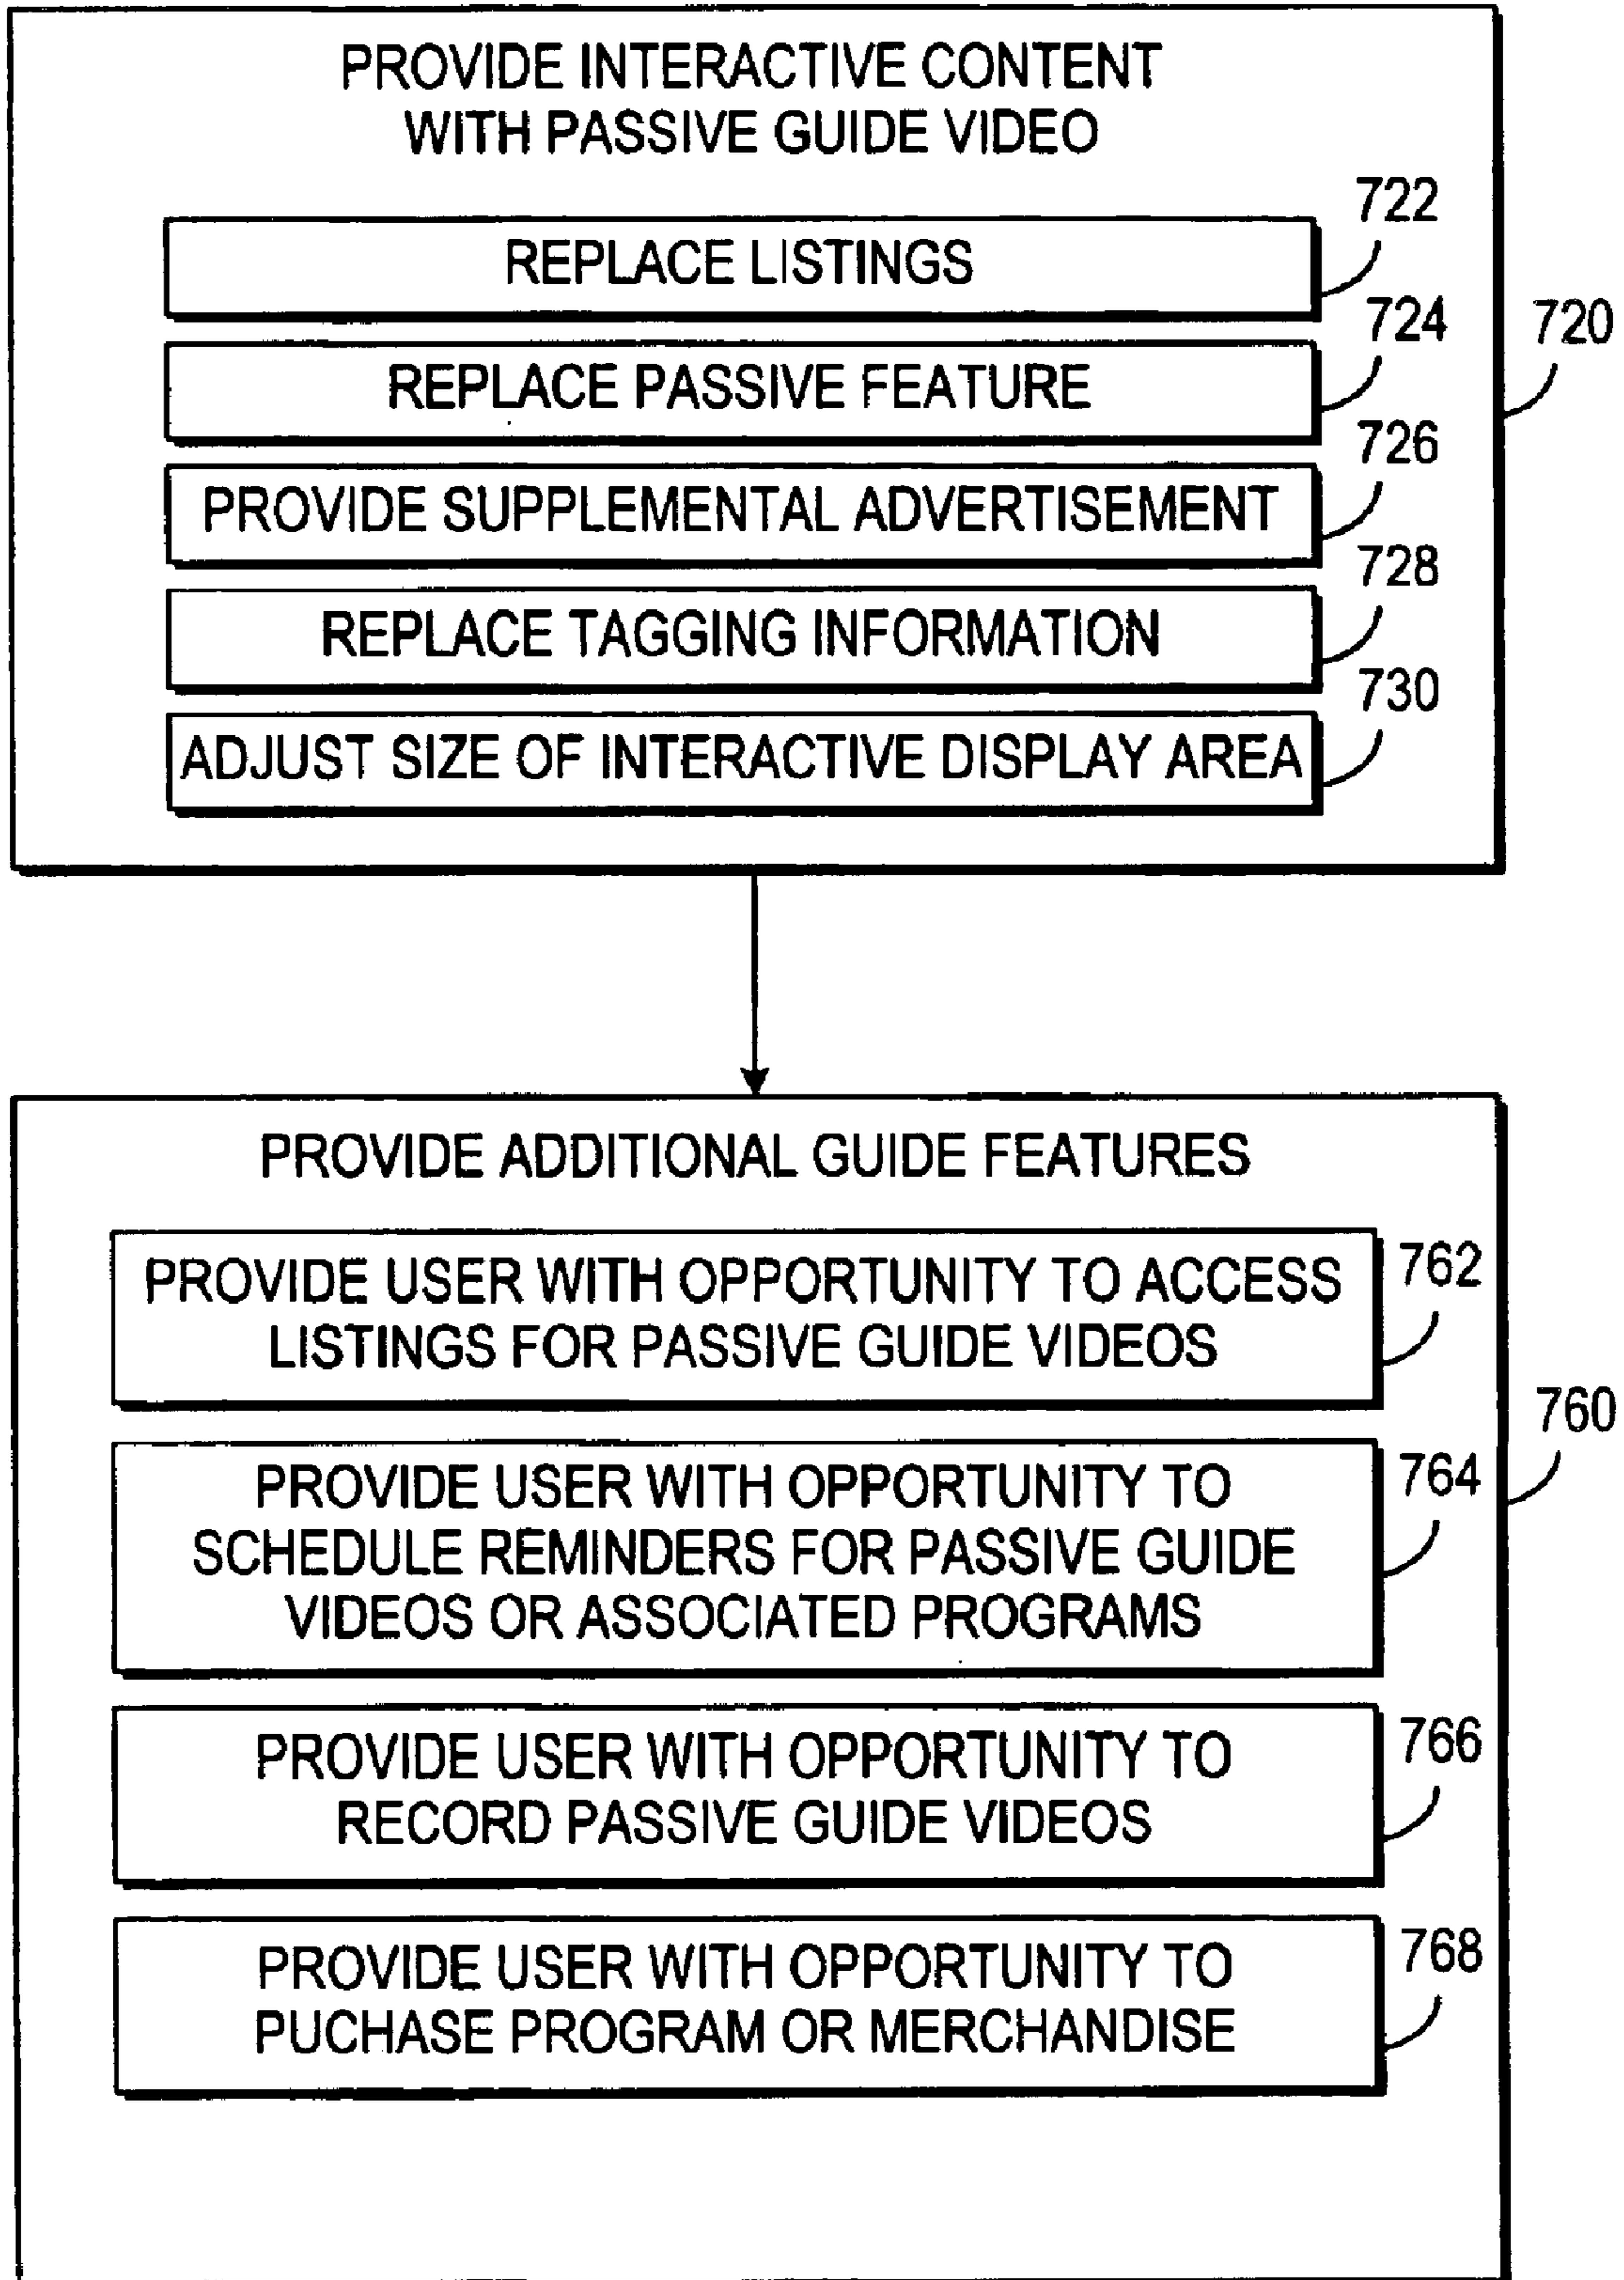 PROVIDE INTERACTIVE CONTENT
WITH PASSIVE GUIDE VIDEO
722
REPLACE LISTINGS
724
720
REPLACE PASSIVE FEATURE
726
PROVIDE SUPPLEMENTAL ADVERTISEMENT
728
REPLACE TAGGING INFORMATION
730
ADJUST SIZE OF INTERACTIVE DISPLAY AREA
PROVIDE ADDITIONAL GUIDE FEATURES
762
PROVIDE USER WITH OPPORTUNITY TO ACCESS
LISTINGS FOR PASSIVE GUIDE VIDEOS
760
764
PROVIDE USER WITH OPPORTUNITY TO
SCHEDULE REMINDERS FOR PASSIVE GUIDE
VIDEOS OR ASSOCIATED PROGRAMS
766
PROVIDE USER WITH OPPORTUNITY TO
RECORD PASSIVE GUIDE VIDEOS
768
PROVIDE USER WITH OPPORTUNITY TO
PUCHASE PROGRAM OR MERCHANDISE